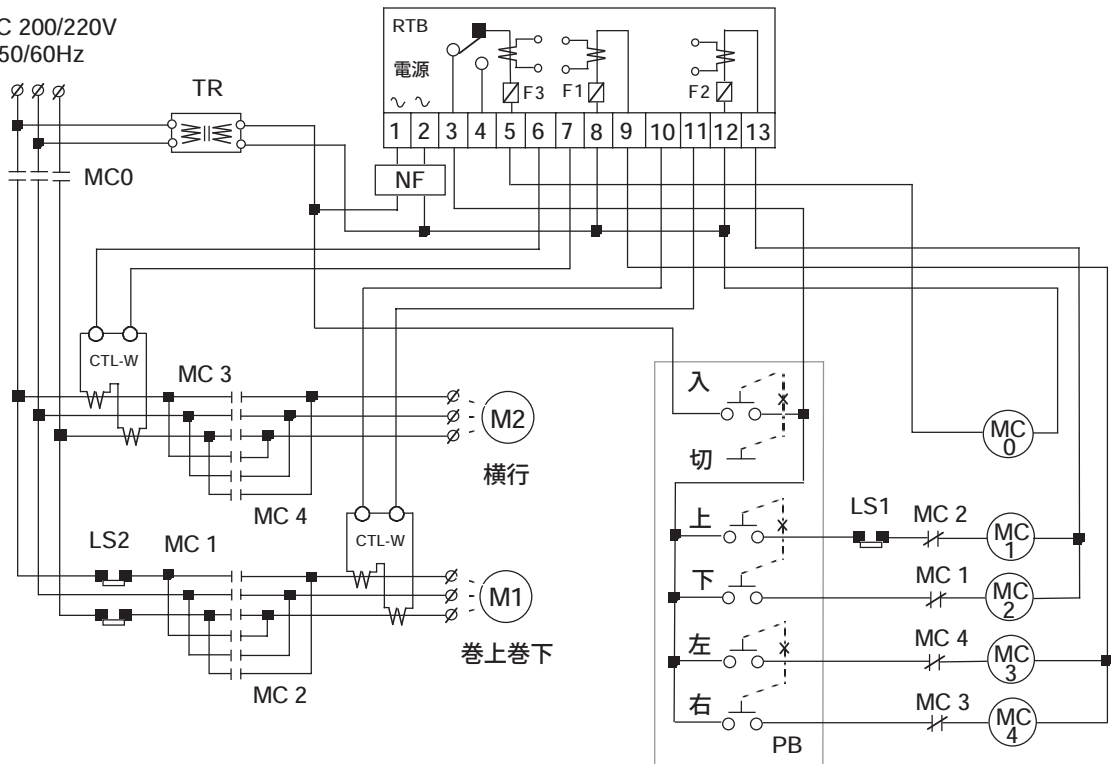 C 200/220V
50/60Hz
TR
RTB
電源
F3
F1
F2
1 2 3 4 5 6 7 8 9 10 11 12 13
MC0
NF
CTL-W
MC 3
M2
横行
MC 4
LS2
MC 1
CTL-W
M1
巻上巻下
MC 2
入
切
上
下
左
右
PB
LS1
MC 2
MC 1
MC 4
MC 3
MC
0
MC
1
MC
2
MC
3
MC
4